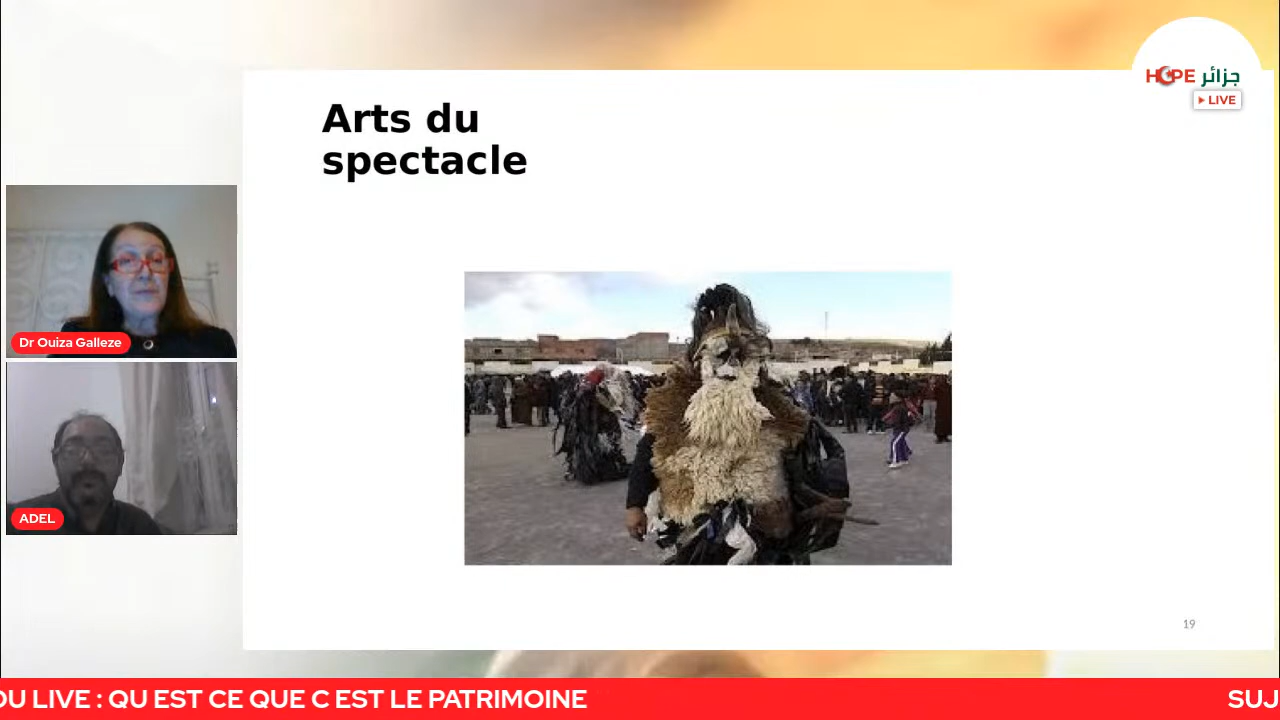 HOPE جزائر
LIVE
Arts du
spectacle
Dr Ouiza Galleze
ADEL
19
DU LIVE : QU EST CE QUE C EST LE PATRIMOINE
SUJ